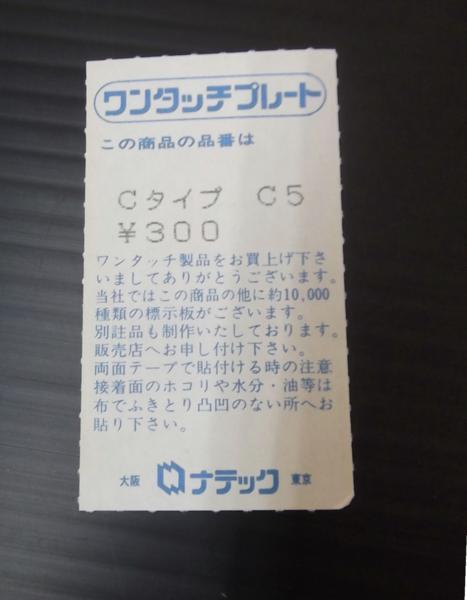 ワンタッチプレート
この商品の品番は
Cタイプ C5
¥300
ワンタッチ製品をお買上げ下さ
いましてありがとうございます。
当社ではこの商品の他に約10,000
種類の標示板がございます。
別註品も制作いたしております。
販売店へお申し付け下さい。
両面テープで貼付ける時の注意
接着面のホコリや水分・油等は
布でふきとり凸凹のない所へお
貼り下さい。
大阪 ナテック 東京